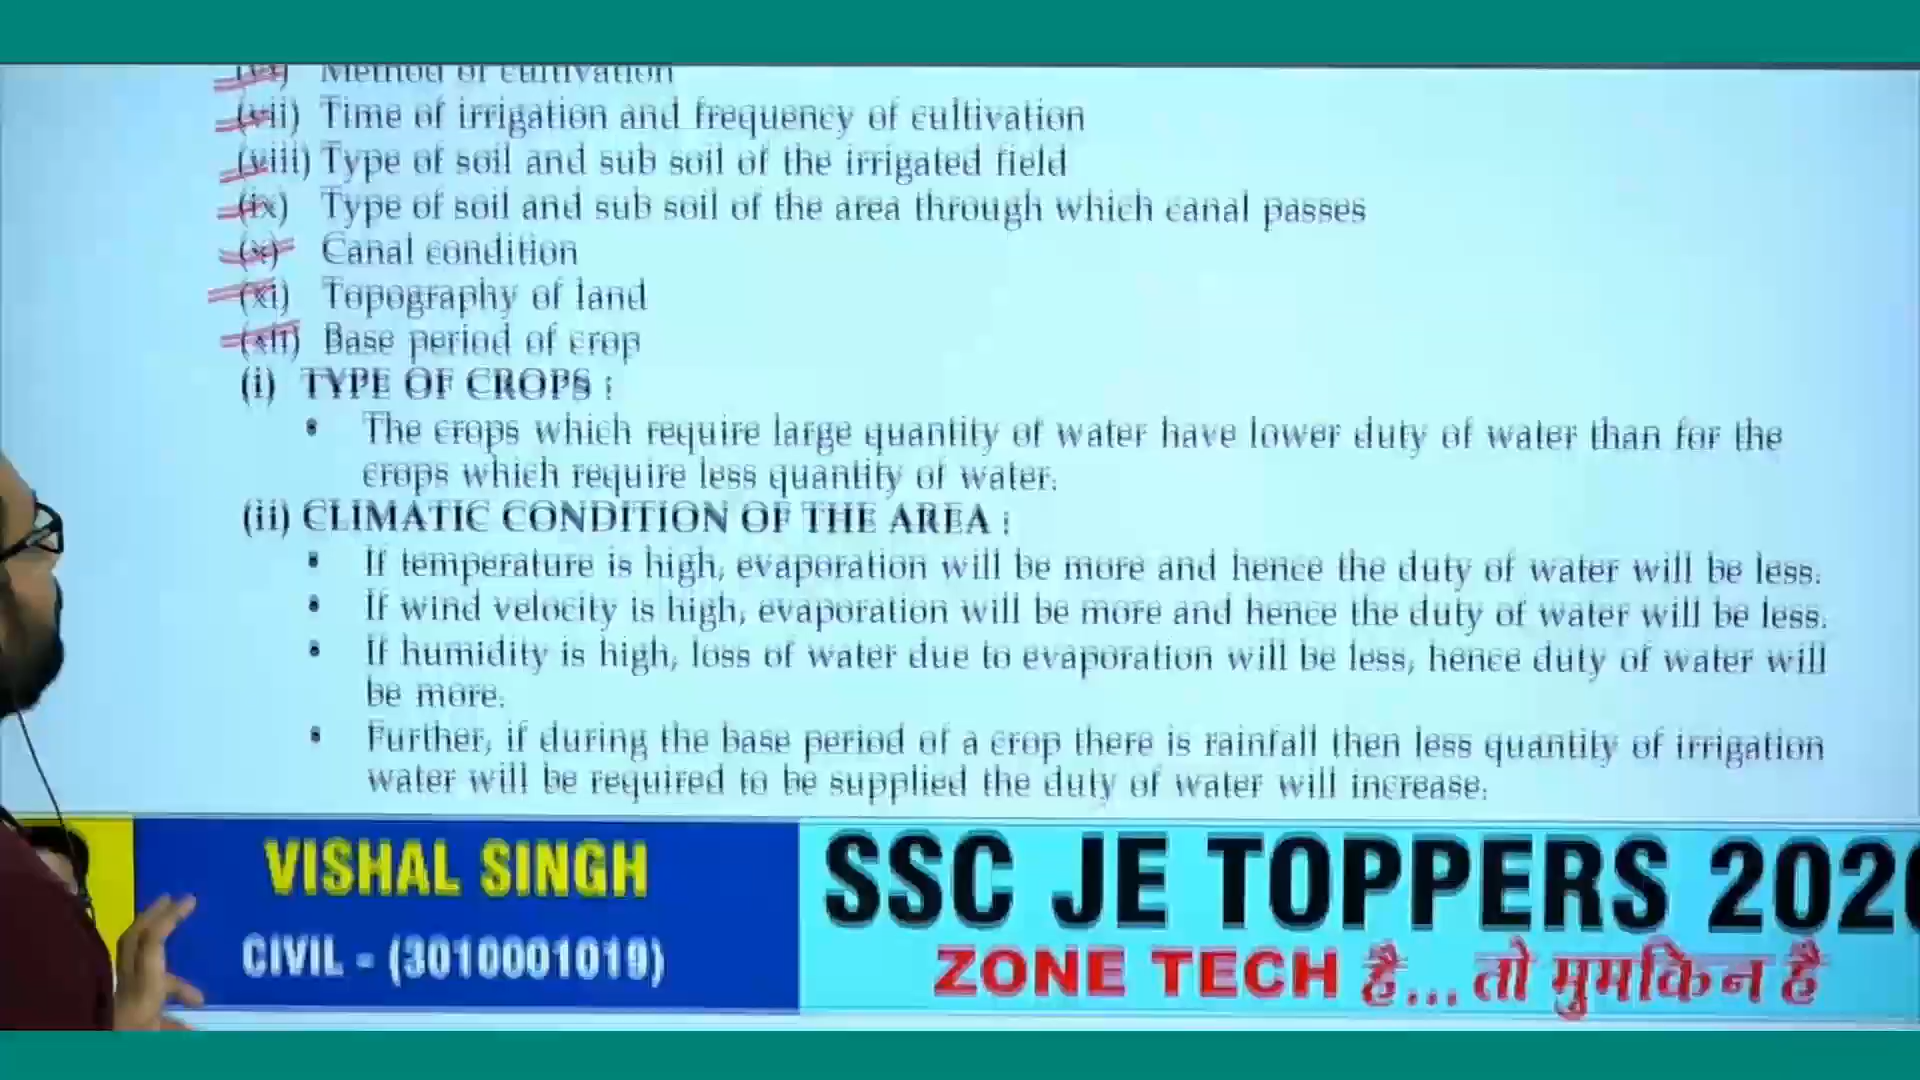 (vi) Method of cultivation
(vii) Time of irrigation and frequency of cultivation
(viii) Type of soil and sub soil of the irrigated field
(ix) Type of soil and sub soil of the area through which canal passes
(x) Canal condition
(xi) Topography of land
(xii) Base period of crop
(i) TYPE OF CROPS :
• The crops which require large quantity of water have lower duty of water than for the
crops which require less quantity of water.
(ii) CLIMATIC CONDITION OF THE AREA :
• If temperature is high, evaporation will be more and hence the duty of water will be less.
• If wind velocity is high, evaporation will be more and hence the duty of water will be less.
• If humidity is high, loss of water due to evaporation will be less, hence duty of water will
be more.
• Further, if during the base period of a crop there is rainfall then less quantity of irrigation
water will be required to be supplied the duty of water will increase.
VISHAL SINGH
CIVIL - (3010001019)
SSC JE TOPPERS 2020
ZONE TECH है... तो मुमकिन है